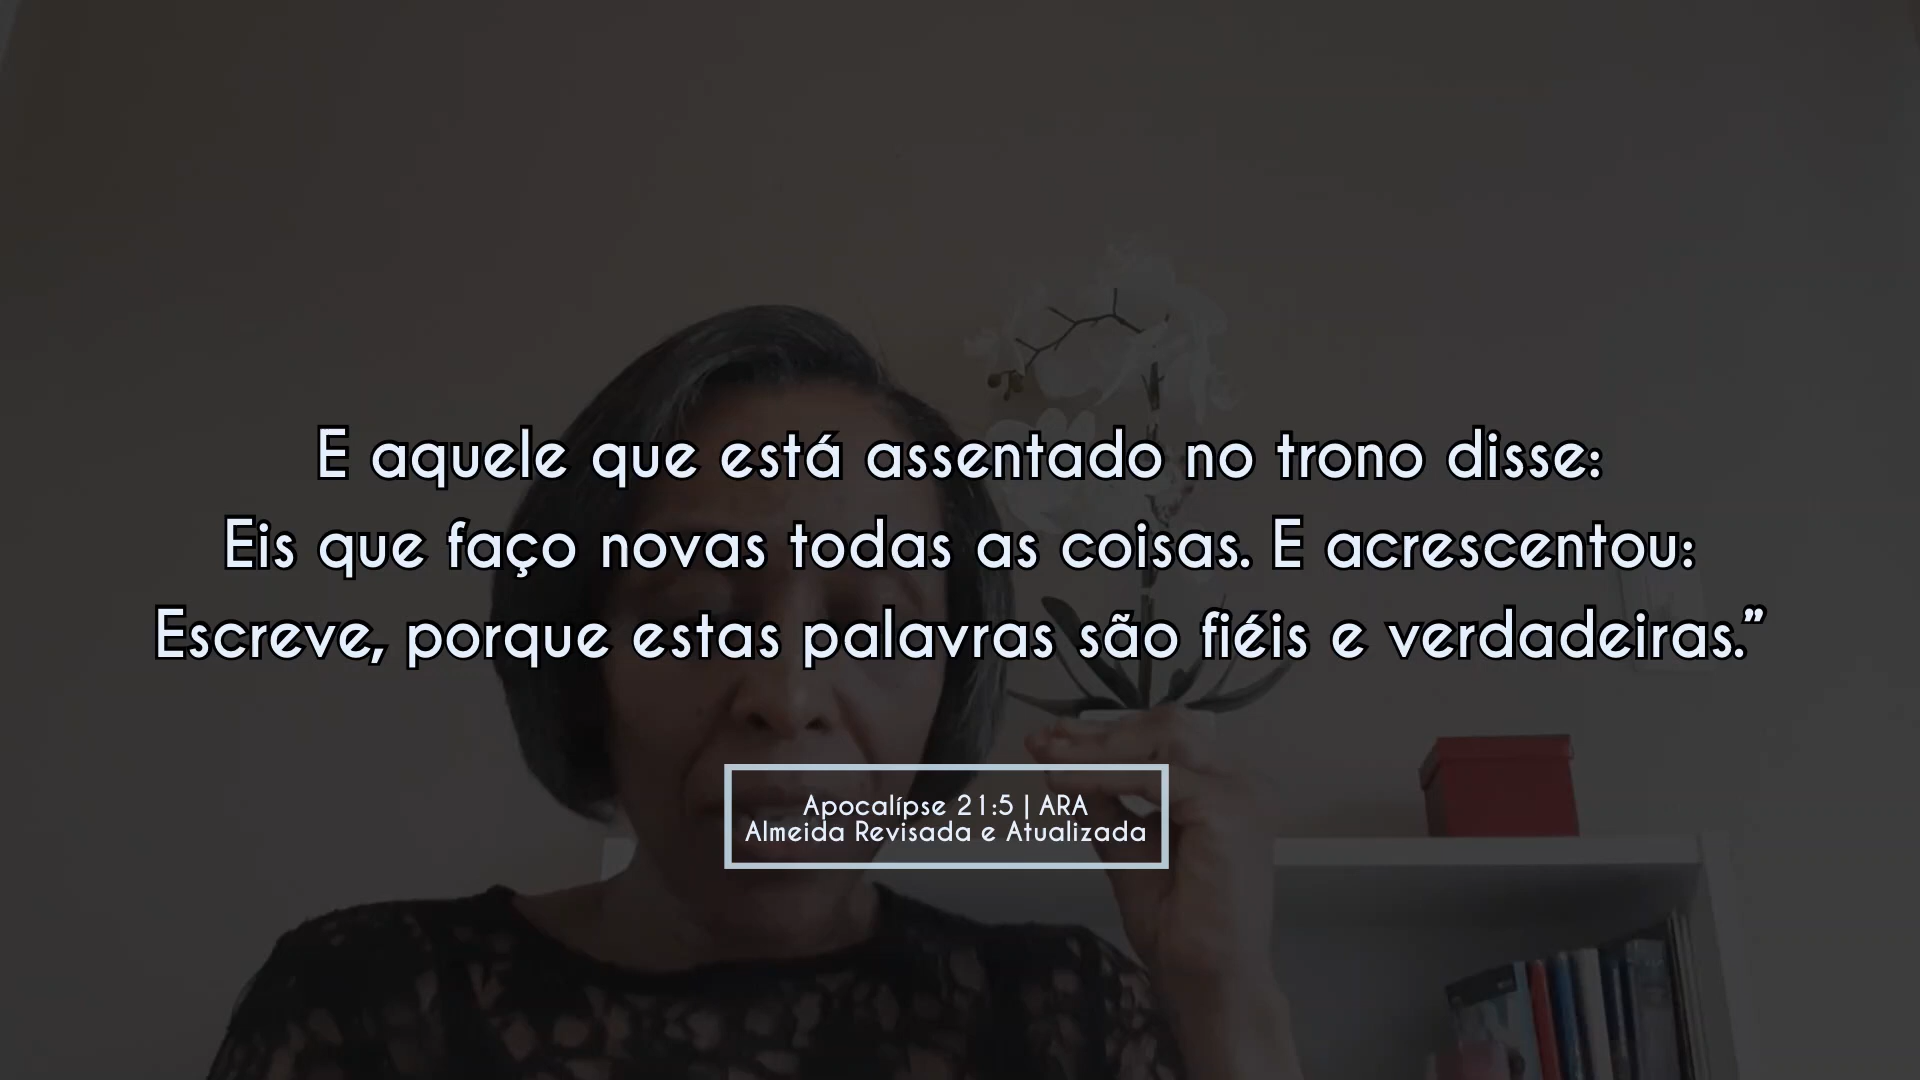 E aquele que está assentado no trono disse:
Eis que faço novas todas as coisas. E acrescentou:
Escreve, porque estas palavras são fiéis e verdadeiras.”
Apocalípse 21:5 | ARA
Almeida Revisada e Atualizada